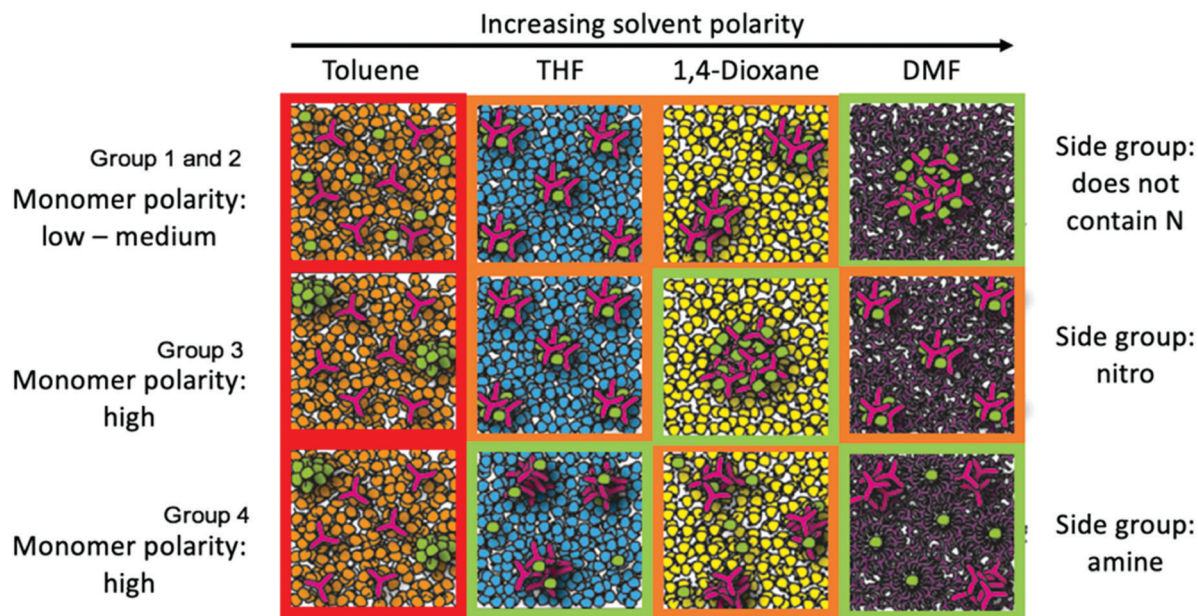 Increasing solvent polarity
Toluene THF 1,4-Dioxane DMF
Group 1 and 2
Monomer polarity:
low – medium
Side group:
does not
contain N
Group 3
Monomer polarity:
high
Side group:
nitro
Group 4
Monomer polarity:
high
Side group:
amine